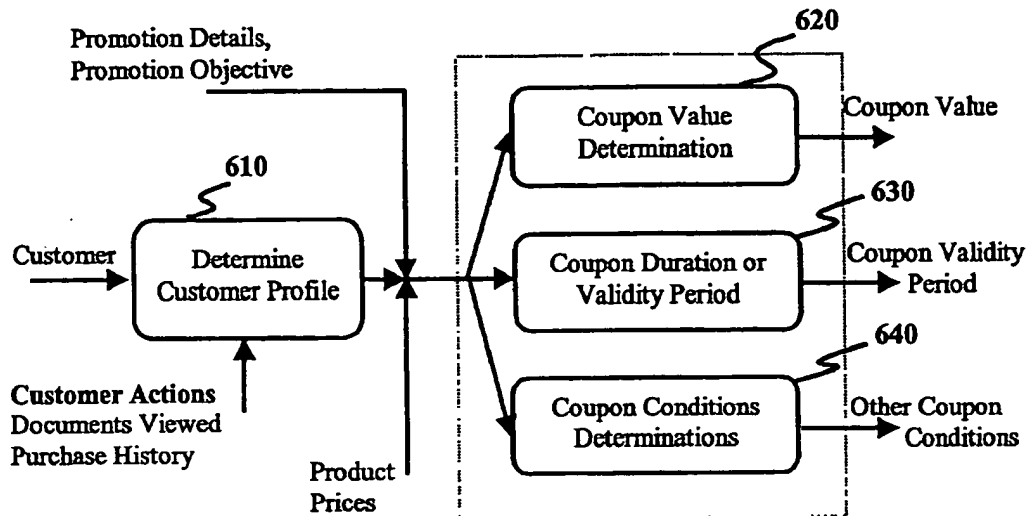 Promotion Details,
Promotion Objective
620
Coupon Value
Determination
Coupon Value
610
630
Customer
Determine
Customer Profile
Coupon Duration or
Validity Period
Coupon Validity
Period
640
Customer Actions
Documents Viewed
Purchase History
Product
Prices
Coupon Conditions
Determinations
Other Coupon
Conditions